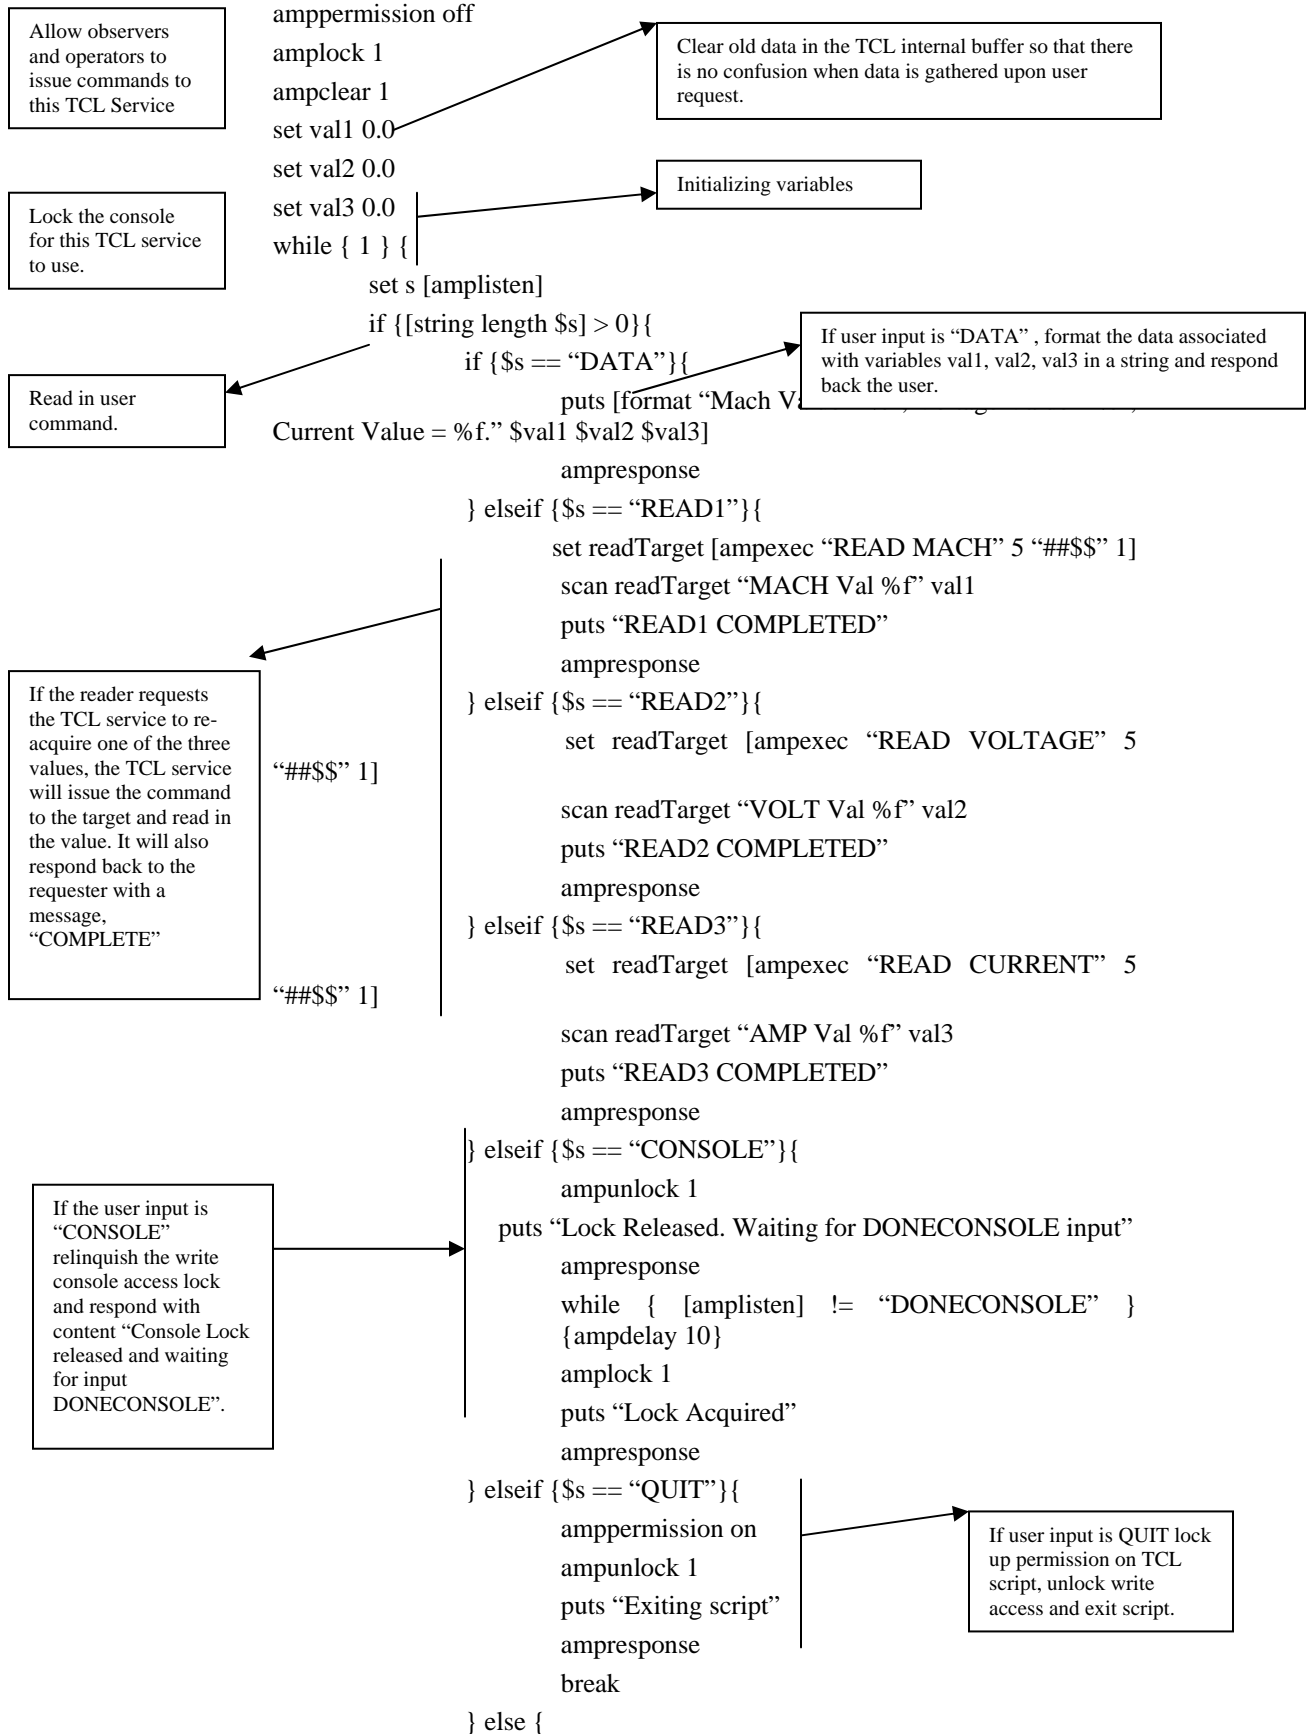 amppermission off
Allow observers
and operators to
issue commands to
this TCL Service
amplock 1
ampclear 1
Clear old data in the TCL internal buffer so that there
is no confusion when data is gathered upon user
request.
set val1 0.0
set val2 0.0
Initializing variables
set val3 0.0
Lock the console
for this TCL service
to use.
while { 1 } {
set s [amplisten]
if {[string length $s] > 0}{
If user input is “DATA” , format the data associated
with variables val1, val2, val3 in a string and respond
back the user.
if {$s == “DATA”}{
Read in user
command.
puts [format “Mach
Current Value = %f.” $val1 $val2 $val3]
ampresponse
} elseif {$s == “READ1”}{
set readTarget [ampexec “READ MACH” 5 “##$$” 1]
scan readTarget “MACH Val %f” val1
puts “READ1 COMPLETED”
ampresponse
If the reader requests
the TCL service to re-
acquire one of the three
values, the TCL service
will issue the command
to the target and read in
the value. It will also
respond back to the
requester with a
message,
“COMPLETE”
} elseif {$s == “READ2”}{
set readTarget [ampexec “READ VOLTAGE” 5
“##$$” 1]
scan readTarget “VOLT Val %f” val2
puts “READ2 COMPLETED”
ampresponse
} elseif {$s == “READ3”}{
set readTarget [ampexec “READ CURRENT” 5
“##$$” 1]
scan readTarget “AMP Val %f” val3
puts “READ3 COMPLETED”
ampresponse
} elseif {$s == “CONSOLE”}{
If the user input is
“CONSOLE”
relinquish the write
console access lock
and respond with
content “Console Lock
released and waiting
for input
DONECONSOLE”.
ampunlock 1
puts “Lock Released. Waiting for DONECONSOLE input”
ampresponse
while { [amplisten] != “DONECONSOLE” }
{ampdelay 10}
amplock 1
puts “Lock Acquired”
ampresponse
} elseif {$s == “QUIT”}{
amppermission on
ampunlock 1
puts “Exiting script”
ampresponse
If user input is QUIT lock
up permission on TCL
script, unlock write
access and exit script.
break
} else {